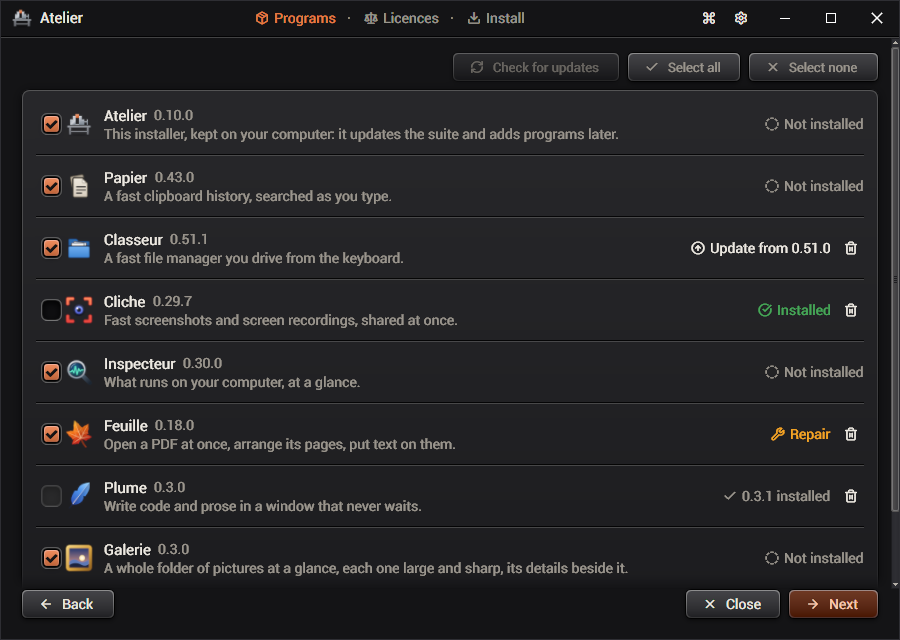 Atelier
Programs · Licences · Install
Check for updates
Select all
Select none
Atelier 0.10.0
This installer, kept on your computer: it updates the suite and adds programs later.
Not installed
Papier 0.43.0
A fast clipboard history, searched as you type.
Not installed
Classeur 0.51.1
A fast file manager you drive from the keyboard.
Update from 0.51.0
Cliche 0.29.7
Fast screenshots and screen recordings, shared at once.
Installed
Inspecteur 0.30.0
What runs on your computer, at a glance.
Not installed
Feuille 0.18.0
Open a PDF at once, arrange its pages, put text on them.
Repair
Plume 0.3.0
Write code and prose in a window that never waits.
0.3.1 installed
Galerie 0.3.0
A whole folder of pictures at a glance, each one large and sharp, its details beside it.
Not installed
Back
Close
Next